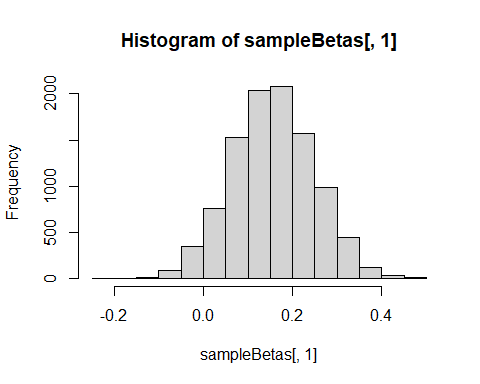 Histogram of sampleBetas[, 1]
Frequency
2000
1000
500
0
-0.2 0.0 0.2 0.4
sampleBetas[, 1]